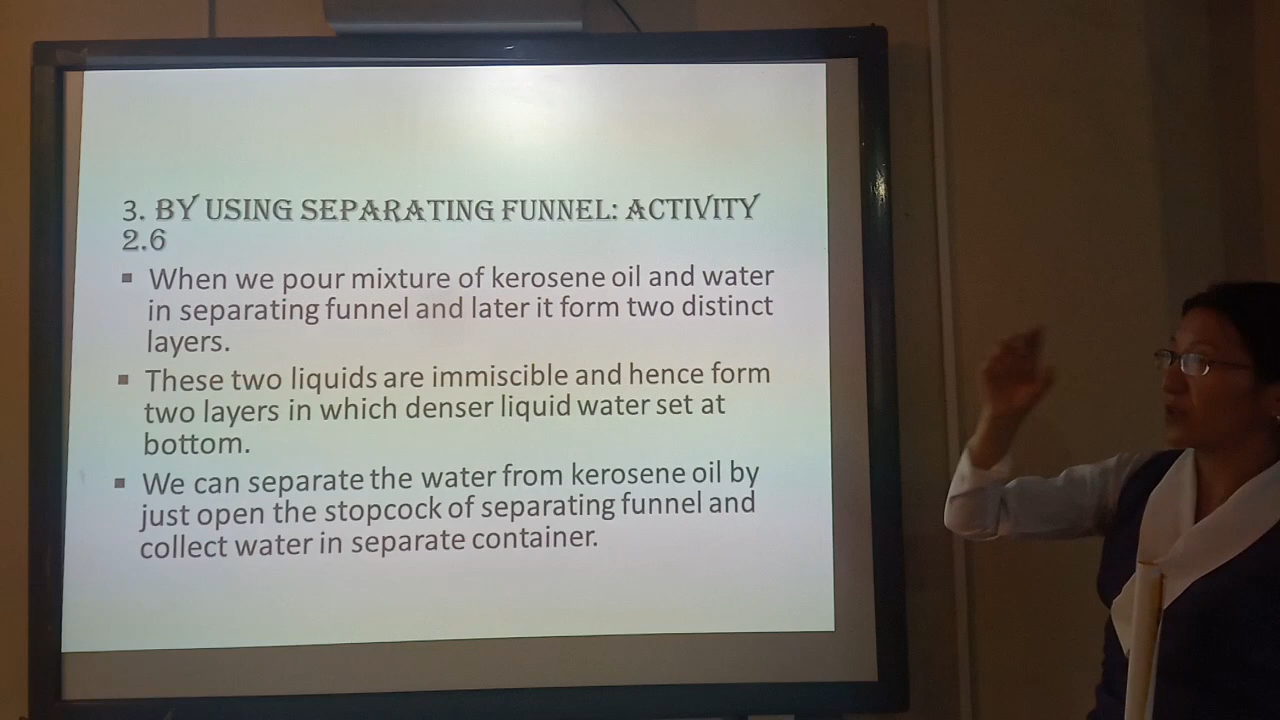 3. BY USING SEPARATING FUNNEL: ACTIVITY
2.6
▪ When we pour mixture of kerosene oil and water
in separating funnel and later it form two distinct
layers.
▪ These two liquids are immiscible and hence form
two layers in which denser liquid water set at
bottom.
▪ We can separate the water from kerosene oil by
just open the stopcock of separating funnel and
collect water in separate container.